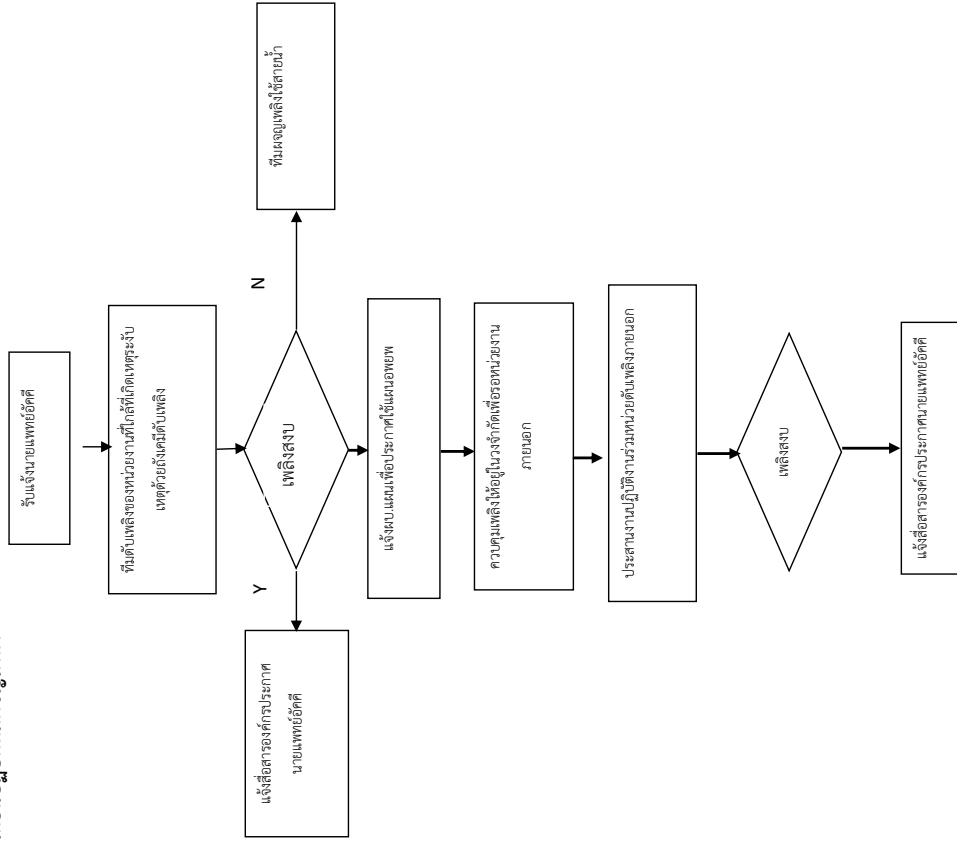 รับแจ้งนายแพทย์อัคคี
ทีมดับเพลิงของหน่วยงานที่ใกล้ที่เกิดเหตุระงับ
เหตุด้วยถังเคมีดับเพลิง
เพลิงสงบ
Y
N
แจ้งสื่อสารองค์กรประกาศ
นายแพทย์อัคคี
ทีมผจญเพลิงใช้สายน้ำ
แจ้งผบ.แผนเพื่อประกาศใช้แผนอพยพ
ควบคุมเพลิงให้อยู่ในวงจำกัดเพื่อรอหน่วยงาน
ภายนอก
ประสานงานปฏิบัติงานร่วมหน่วยดับเพลิงภายนอก
เพลิงสงบ
แจ้งสื่อสารองค์กรประกาศนายแพทย์อัคคี